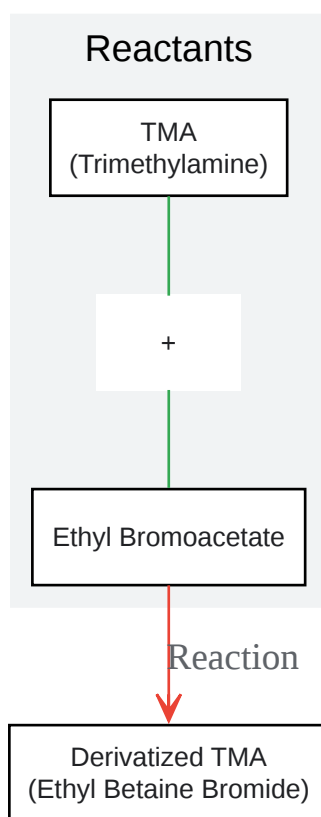 Reactants
TMA
(Trimethylamine)
+
Ethyl Bromoacetate
Reaction
Derivatized TMA
(Ethyl Betaine Bromide)